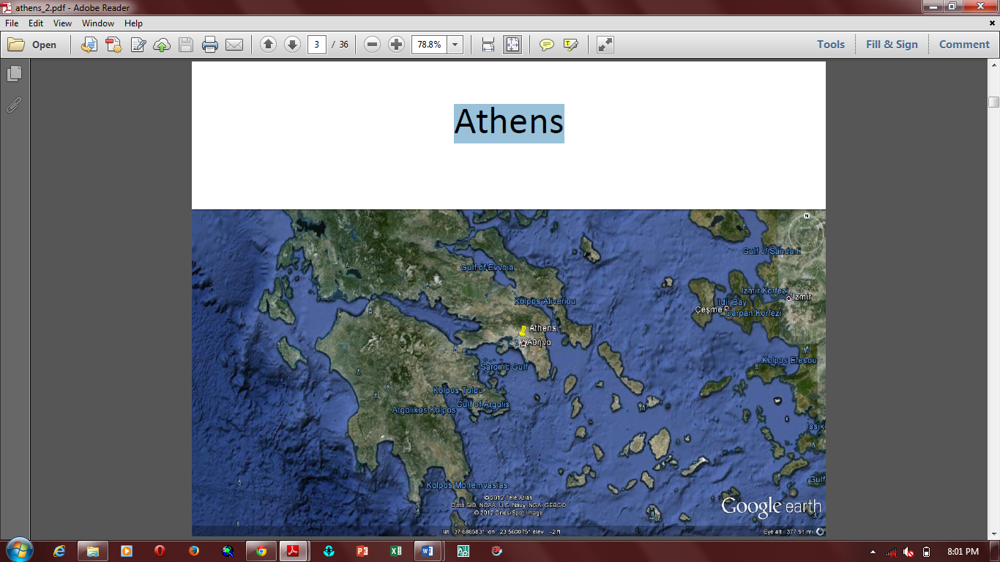 athens_2.pdf - Adobe Reader
File Edit View Window Help
Open 3 / 36 78.8% Tools Fill & Sign Comment
Athens
N
Gulf of Sandarli
Gulf of Evvoia
Izmir Korfezi
Izmir
Kolpos Aliveriou
Ildir Bay
Çeşme
Carpan Korfezi
Athens
Αθήνα
Kolpos Efesou
Saronic Gulf
Kolpos Tolou
Gulf of Argolis
Argolikos Kolpos
Iasik
Gulf
Kolpos Monemvasias
© 2012 Tele Atlas
Data SIO, NOAA, U.S. Navy, NGA, GEBCO
© 2012 Cnes/Spot Image
Google earth
lat 37.686583° lon 23.560075° elev -2 ft
Eye alt 377.91 mi
8:01 PM